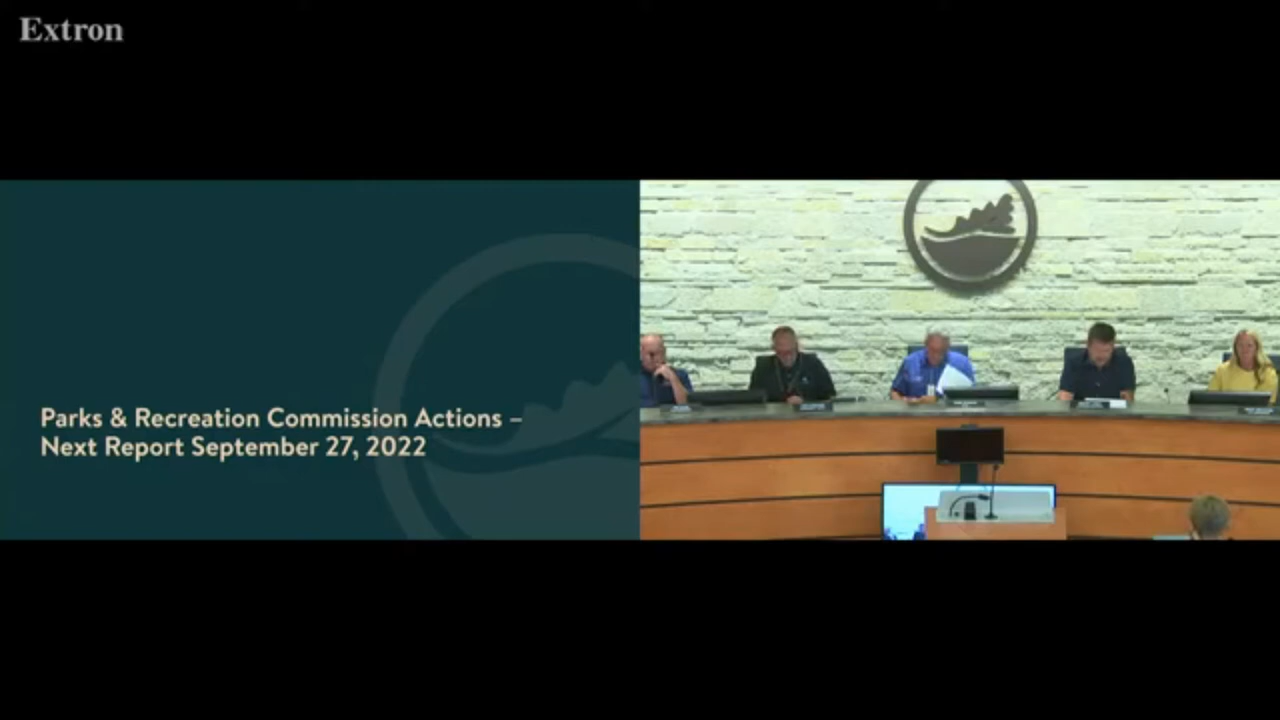 Extron
Parks & Recreation Commission Actions –
Next Report September 27, 2022